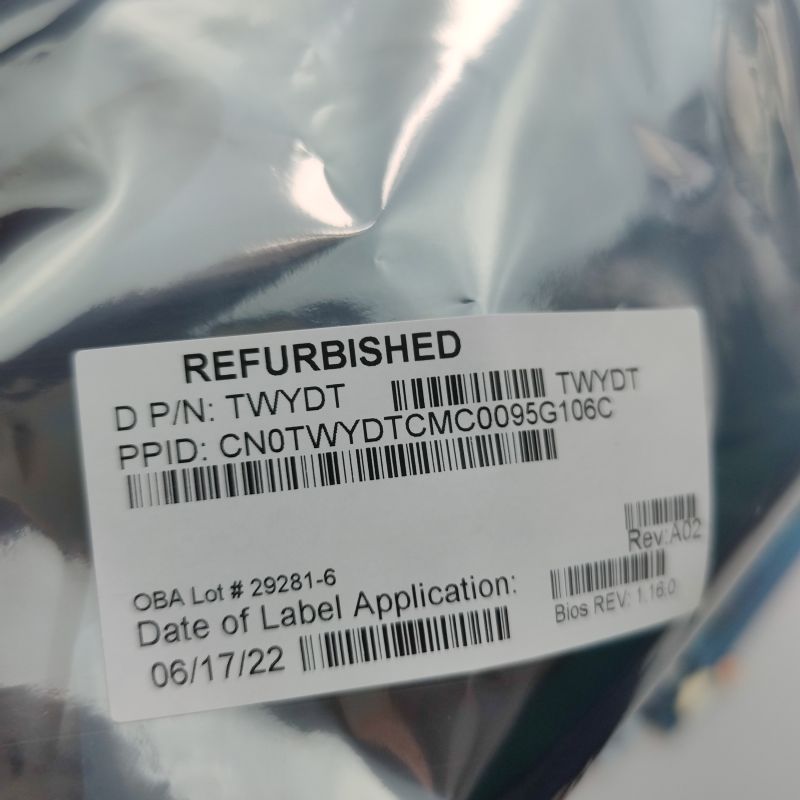 REFURBISHED
D P/N: TWYDT TWYDT
PPID: CN0TWYDTCMC0095G106C
Rev:A02
OBA Lot # 29281-6
Date of Label Application:
Bios REV: 1.16.0
06/17/22